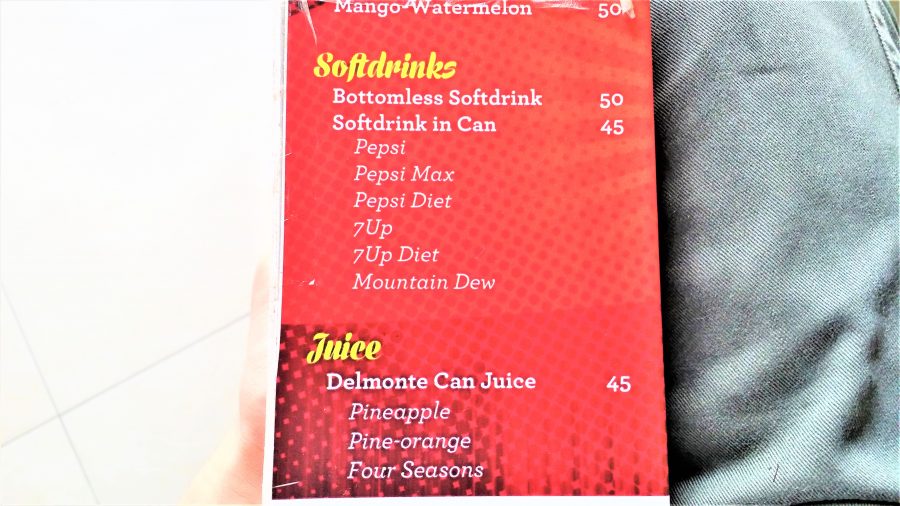 Mango-Watermelon 50
Softdrinks
Bottomless Softdrink 50
Softdrink in Can 45
Pepsi
Pepsi Max
Pepsi Diet
7Up
7Up Diet
Mountain Dew
Juice
Delmonte Can Juice 45
Pineapple
Pine-orange
Four Seasons